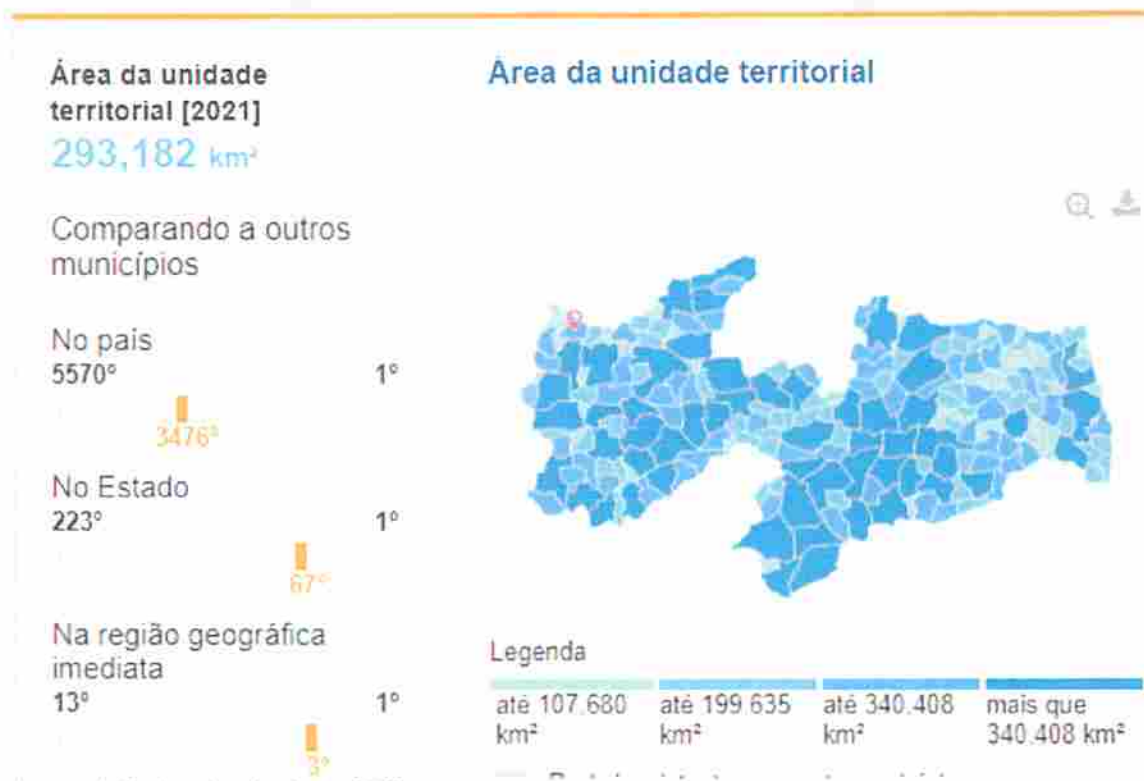 Área da unidade
territorial [2021]
293,182 km²
Comparando a outros
municípios
No país
5570° 1°
3476°
No Estado
223° 1°
67°
Na região geográfica
imediata
13° 1°
3°
Área da unidade territorial
Legenda
até 107.680
km²
até 199.635
km²
até 340.408
km²
mais que
340.408 km²